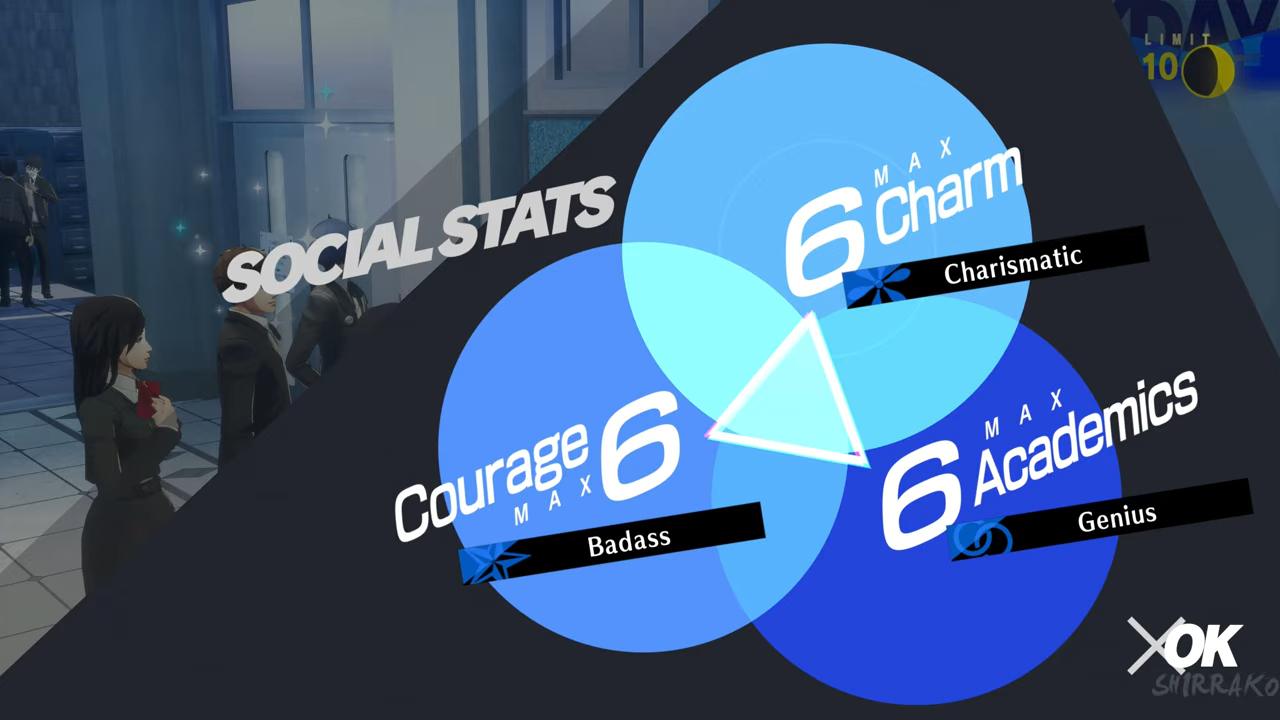 DAY
LIMIT
10
SOCIAL STATS
MAX
6 Charm
Charismatic
Courage 6
MAX
Badass
MAX
6 Academics
Genius
OK
SHIRRAKO